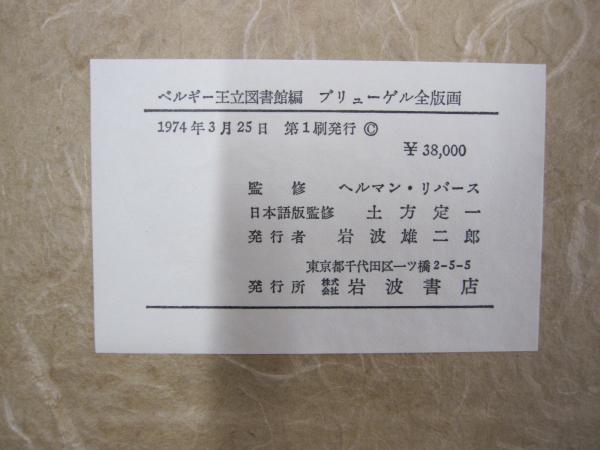 ベルギー王立図書館編 ブリューゲル全版画
1974年3月25日 第1刷発行 ©
¥ 38,000
監修 ヘルマン・リバース
日本語版監修 土方定一
発行者 岩波雄二郎
東京都千代田区一ツ橋2-5-5
発行所 株式会社 岩波書店